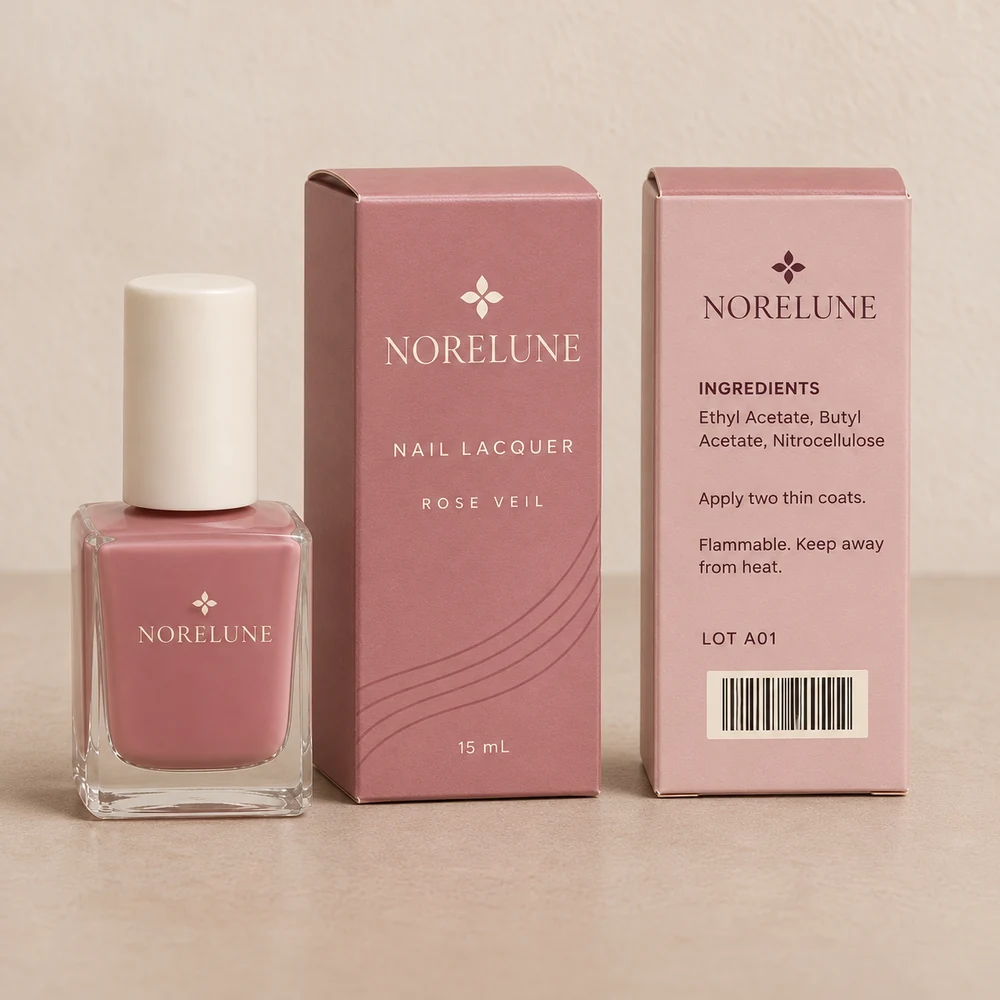 NORELUNE
NORELUNE
NAIL LACQUER
ROSE VEIL
15 mL
NORELUNE
INGREDIENTS
Ethyl Acetate, Butyl
Acetate, Nitrocellulose
Apply two thin coats.
Flammable. Keep away
from heat.
LOT A01